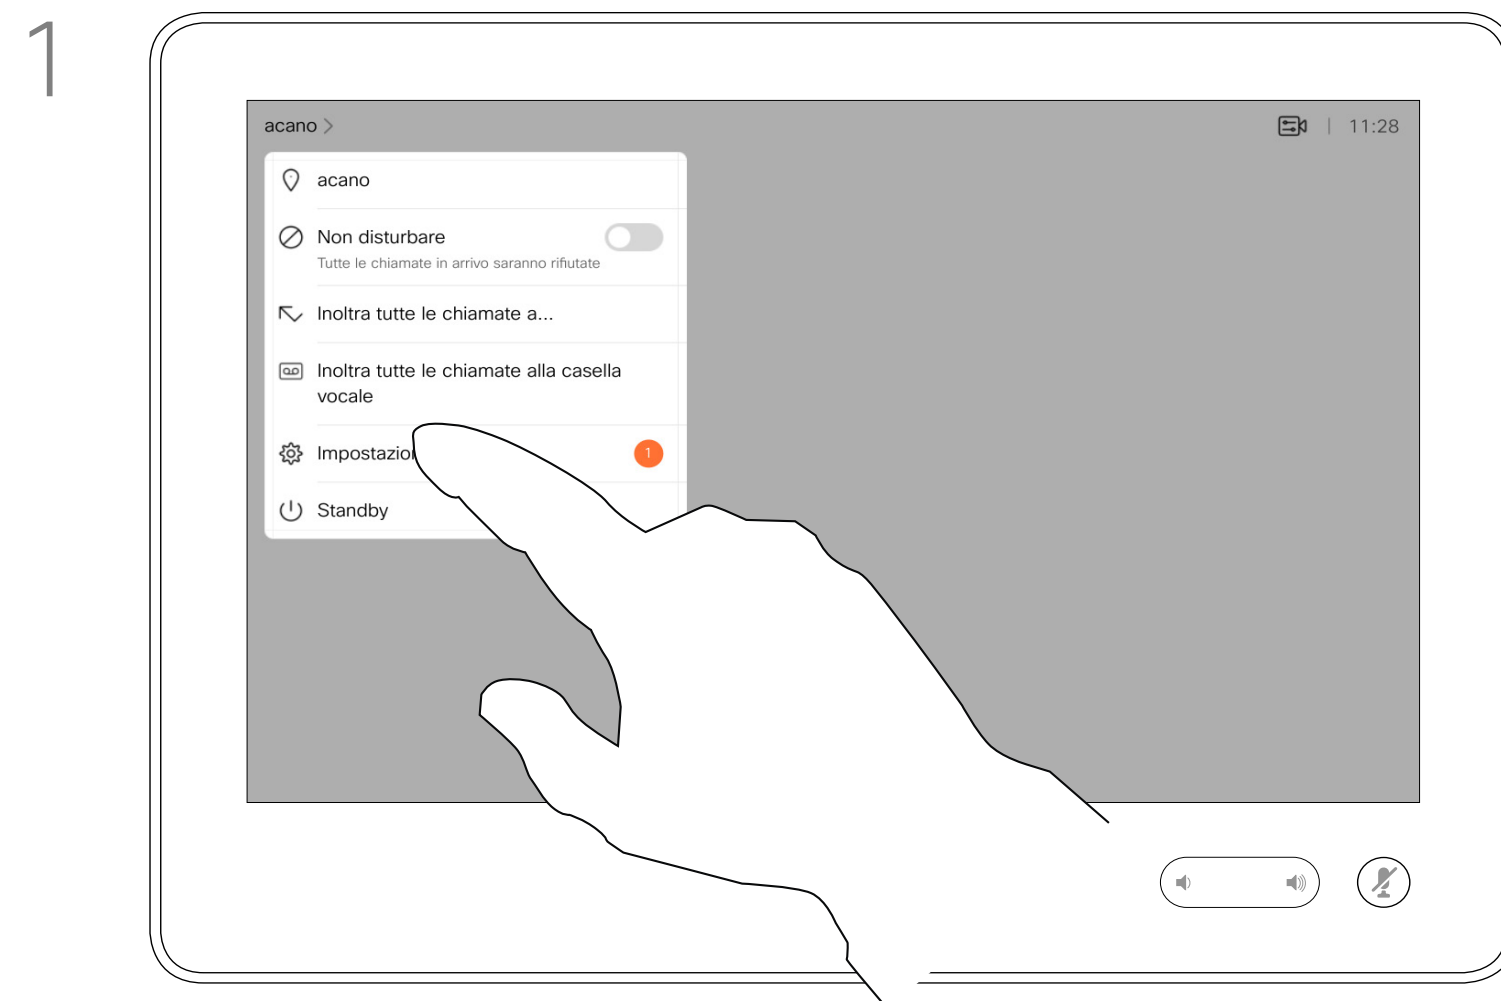 1
acano
11:28
acano
Non disturbare
Tutte le chiamate in arrivo saranno rifiutate
Inoltra tutte le chiamate a...
Inoltra tutte le chiamate alla casella
vocale
1
Standby